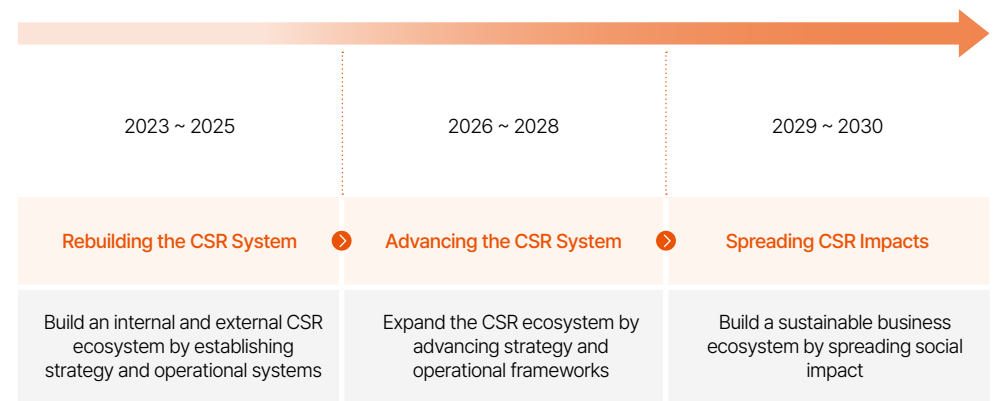 2023 ~ 2025
2026 ~ 2028
2029 ~ 2030
Rebuilding the CSR System
Advancing the CSR System
Spreading CSR Impacts
Build an internal and external CSR
ecosystem by establishing
strategy and operational systems
Expand the CSR ecosystem by
advancing strategy and
operational frameworks
Build a sustainable business
ecosystem by spreading social
impact